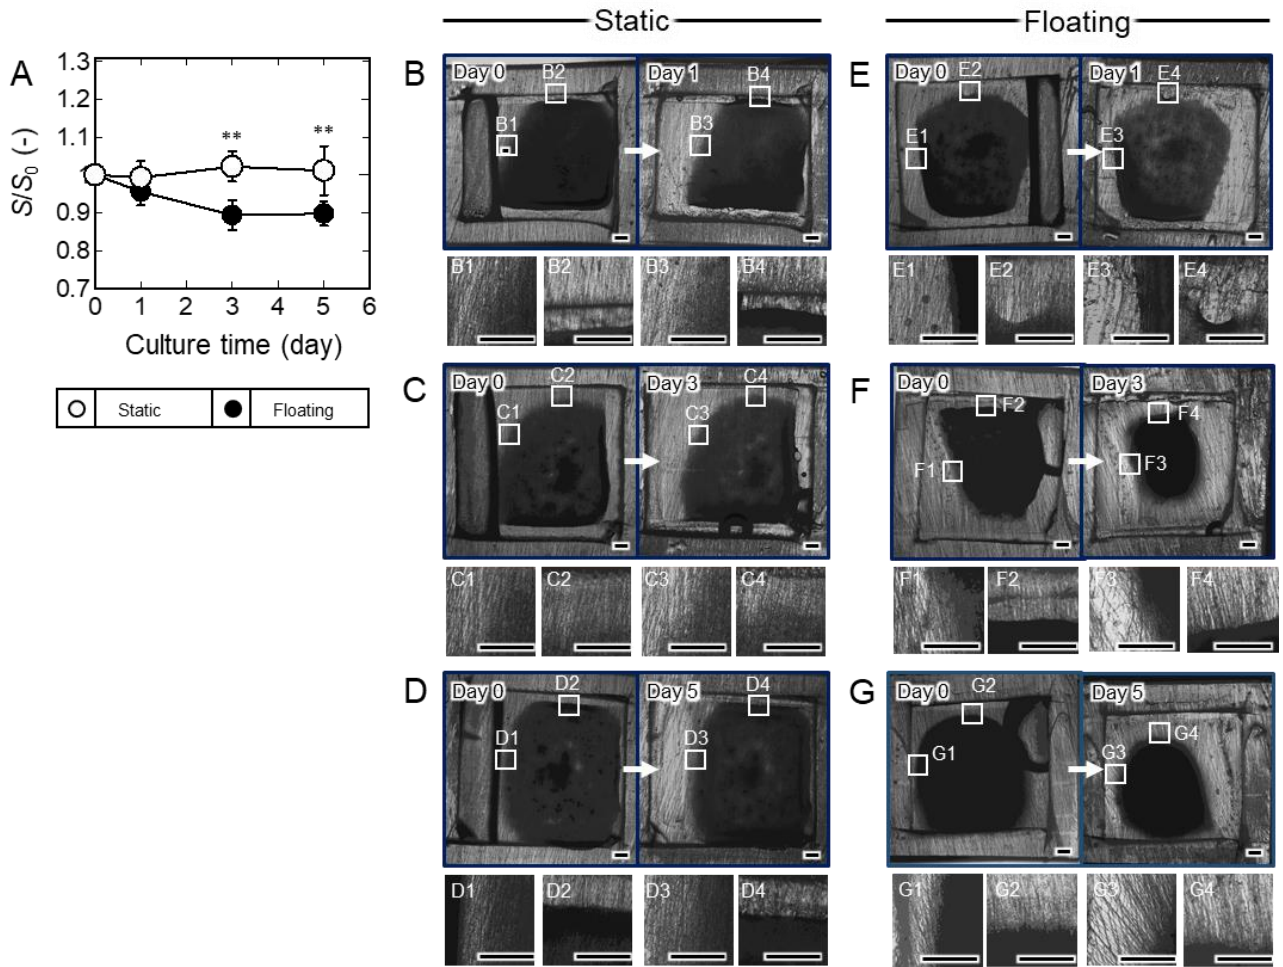 Static
Floating
A
1.3
1.2
1.1
1.0
0.9
0.8
0.7
S/S0 (-)
**
**
0 1 2 3 4 5 6
Culture time (day)
Static
Floating
B
Day 0
B2
B1
Day 1
B4
B3
B1
B2
B3
B4
C
Day 0
C2
C1
Day 3
C4
C3
C1
C2
C3
C4
D
Day 0
D2
D1
Day 5
D4
D3
D1
D2
D3
D4
E
Day 0
E2
E1
Day 1
E4
E3
E1
E2
E3
E4
F
Day 0
F2
F1
Day 3
F4
F3
F1
F2
F3
F4
G
Day 0
G2
G1
Day 5
G4
G3
G1
G2
G3
G4